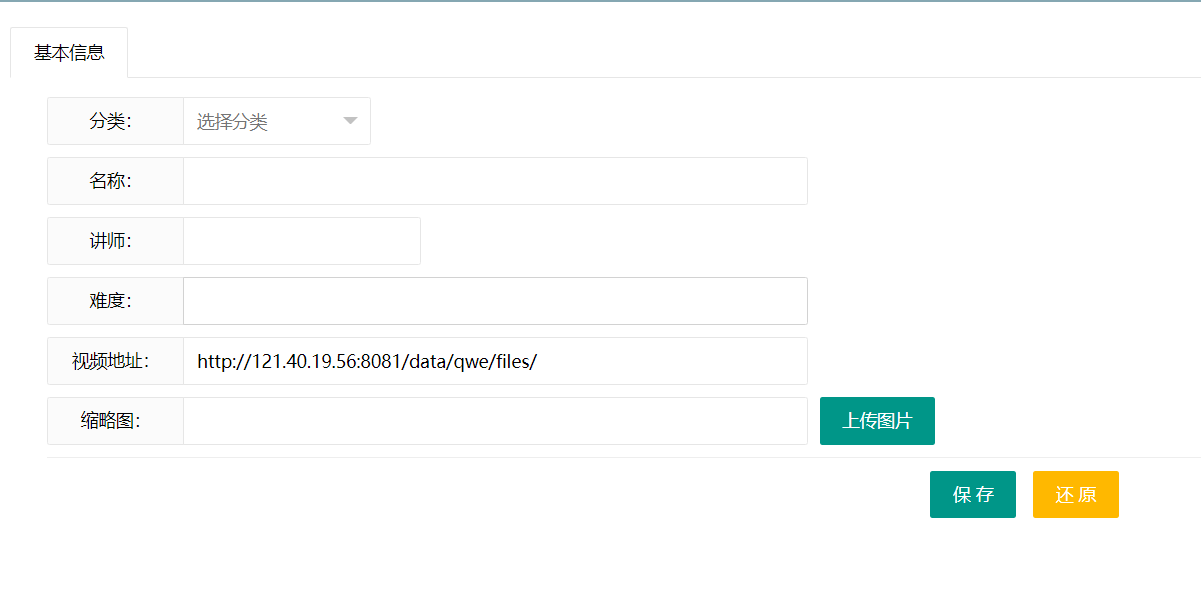 基本信息
分类：
选择分类
名称：
讲师：
难度：
视频地址：
http://121.40.19.56:8081/data/qwe/files/
缩略图：
上传图片
保 存
还 原